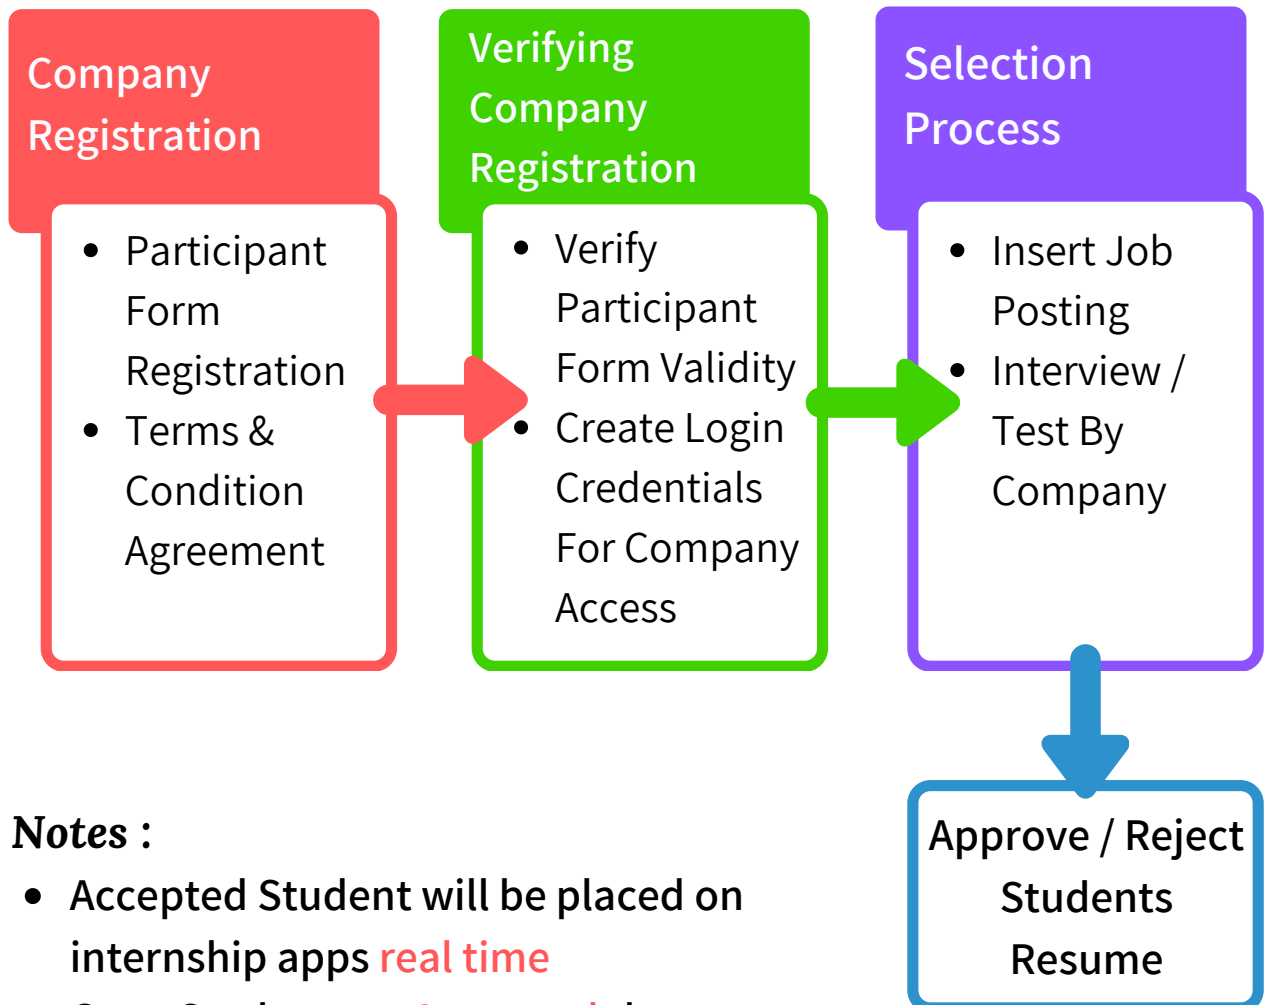 Company
Registration
• Participant
Form
Registration
• Terms &
Condition
Agreement
Verifying
Company
Registration
• Verify
Participant
Form Validity
• Create Login
Credentials
For Company
Access
Selection
Process
• Insert Job
Posting
• Interview /
Test By
Company
Approve / Reject
Students
Resume
Notes :
• Accepted Student will be placed on
internship apps real time